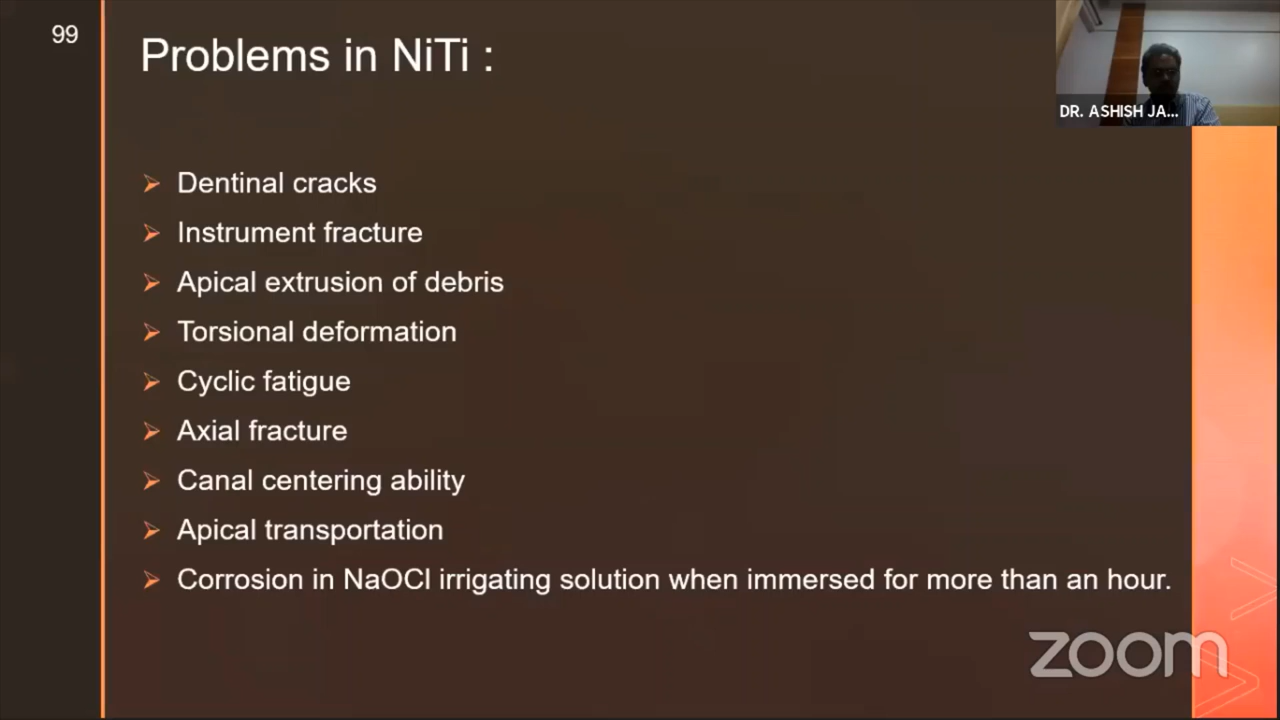 99
Problems in NiTi :
DR. ASHISH JA...
Dentinal cracks
Instrument fracture
Apical extrusion of debris
Torsional deformation
Cyclic fatigue
Axial fracture
Canal centering ability
Apical transportation
Corrosion in NaOCl irrigating solution when immersed for more than an hour.
zoom